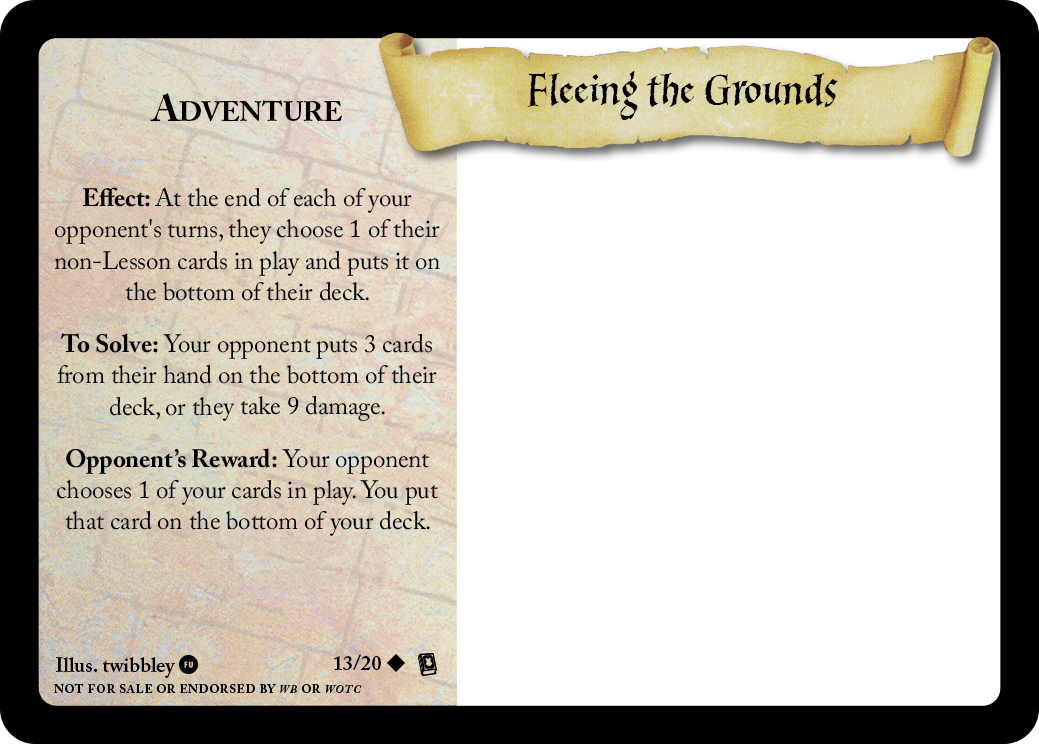 Fleeing the Grounds
ADVENTURE
Effect: At the end of each of your
opponent's turns, they choose 1 of their
non-Lesson cards in play and puts it on
the bottom of their deck.
To Solve: Your opponent puts 3 cards
from their hand on the bottom of their
deck, or they take 9 damage.
Opponent’s Reward: Your opponent
chooses 1 of your cards in play. You put
that card on the bottom of your deck.
Illus. twibbley FU 13/20
NOT FOR SALE OR ENDORSED BY WB OR WOTC